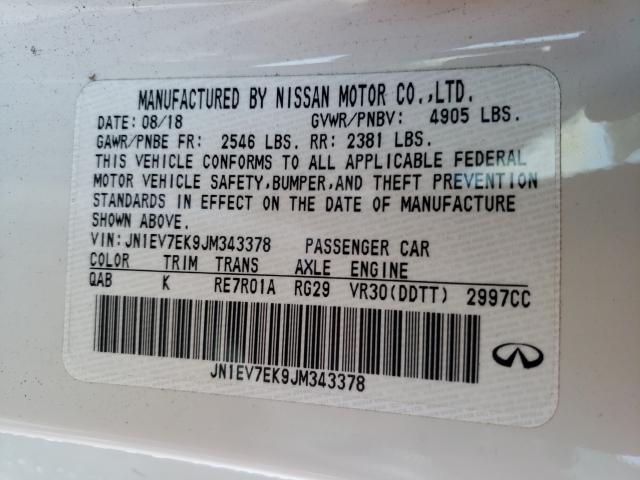 MANUFACTURED BY NISSAN MOTOR CO.,LTD.
DATE: 08/18 GVWR/PNBV: 4905 LBS.
GAWR/PNBE FR: 2546 LBS. RR: 2381 LBS.
THIS VEHICLE CONFORMS TO ALL APPLICABLE FEDERAL
MOTOR VEHICLE SAFETY,BUMPER,AND THEFT PREVENTION
STANDARDS IN EFFECT ON THE DATE OF MANUFACTURE
SHOWN ABOVE.
VIN:JN1EV7EK9JM343378 PASSENGER CAR
COLOR TRIM TRANS AXLE ENGINE
QAB K RE7R01A RG29 VR30(DDTT) 2997CC
JN1EV7EK9JM343378